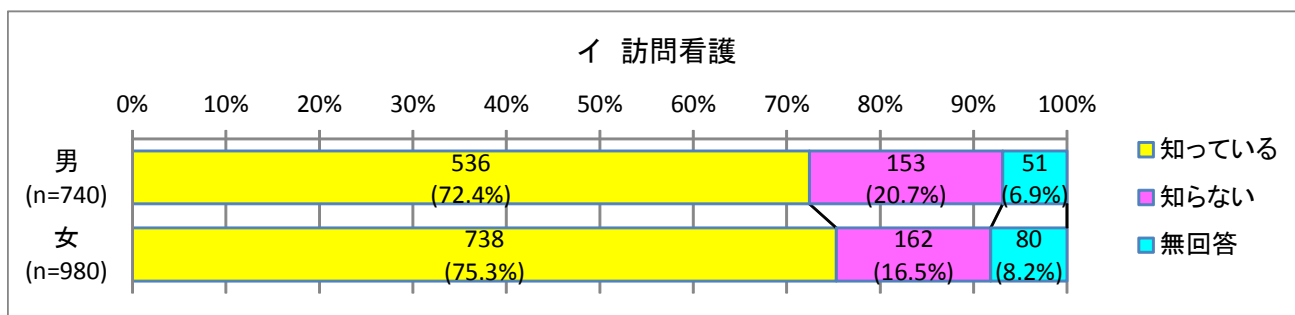 イ 訪問看護
0% 10% 20% 30% 40% 50% 60% 70% 80% 90% 100%
男
(n=740)
536
(72.4%)
153
(20.7%)
51
(6.9%)
女
(n=980)
738
(75.3%)
162
(16.5%)
80
(8.2%)
知っている
知らない
無回答